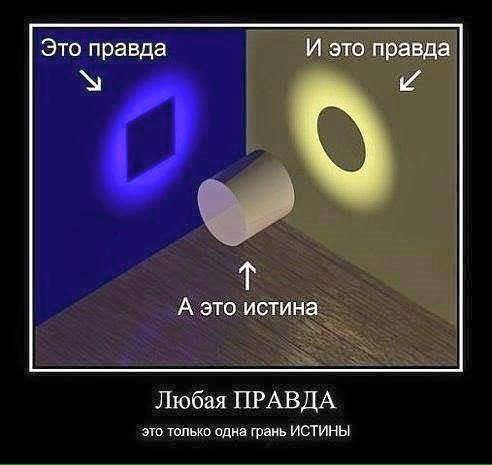 Это правда
И это правда
А это истина
Любая ПРАВДА
это только одна грань ИСТИНЫ